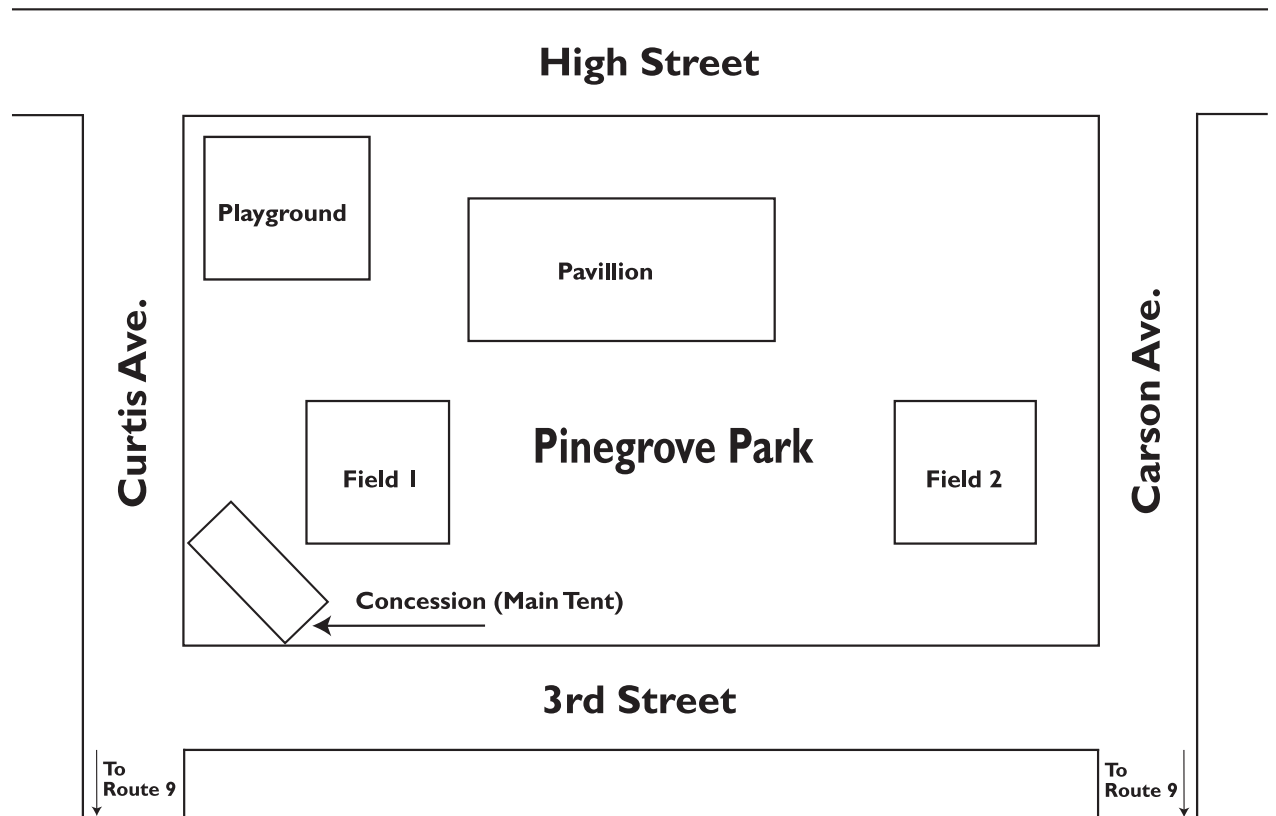 High Street
Playground
Pavillion
Curtis Ave.
Carson Ave.
Pinegrove Park
Field 1
Field 2
Concession (Main Tent)
3rd Street
To
Route 9
To
Route 9